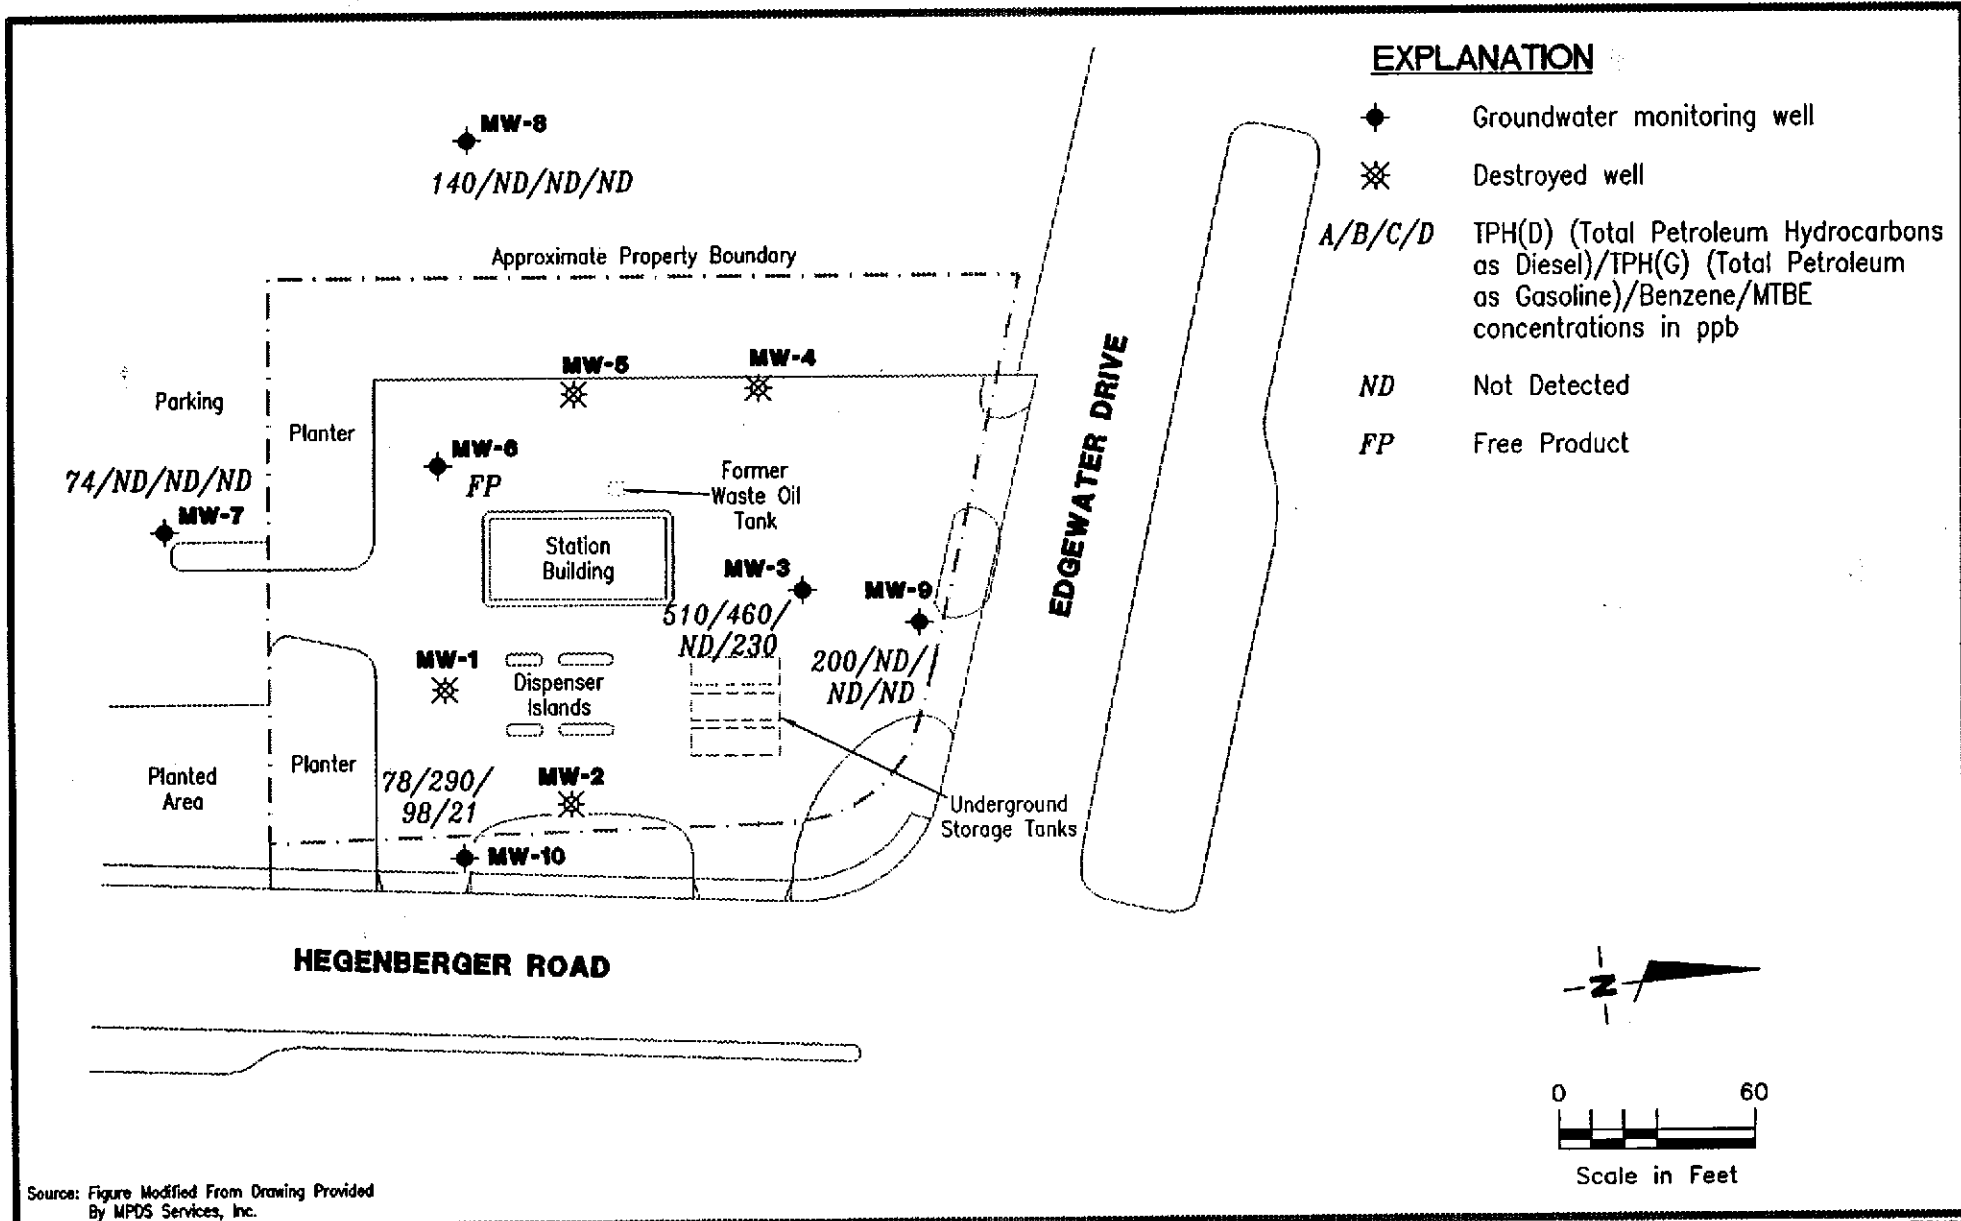 EXPLANATION
Groundwater monitoring well
Destroyed well
A/B/C/D TPH(D) (Total Petroleum Hydrocarbons
as Diesel)/TPH(G) (Total Petroleum
as Gasoline)/Benzene/MTBE
concentrations in ppb
ND Not Detected
FP Free Product
MW-8
140/ND/ND/ND
Approximate Property Boundary
MW-5
MW-4
Parking
Planter
MW-6
FP
Former
Waste Oil
Tank
74/ND/ND/ND
MW-7
Station
Building
MW-3
510/460/
ND/230
MW-9
200/ND/
ND/ND
EDGEWATER DRIVE
MW-1
Dispenser
Islands
Planted
Area
Planter
78/290/
98/21
MW-2
Underground
Storage Tanks
MW-10
HEGENBERGER ROAD
N
0 60
Scale in Feet
Source: Figure Modified From Drawing Provided
By MPDS Services, Inc.